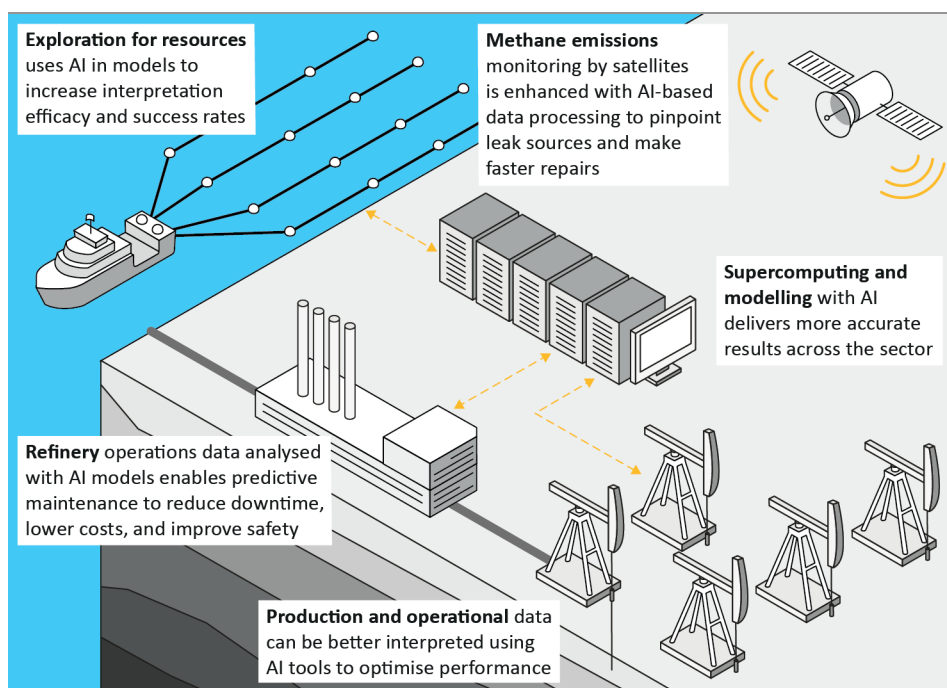 Exploration for resources
uses AI in models to
increase interpretation
efficacy and success rates
Methane emissions
monitoring by satellites
is enhanced with AI-based
data processing to pinpoint
leak sources and make
faster repairs
Supercomputing and
modelling with AI
delivers more accurate
results across the sector
Refinery operations data analysed
with AI models enables predictive
maintenance to reduce downtime,
lower costs, and improve safety
Production and operational data
can be better interpreted using
AI tools to optimise performance